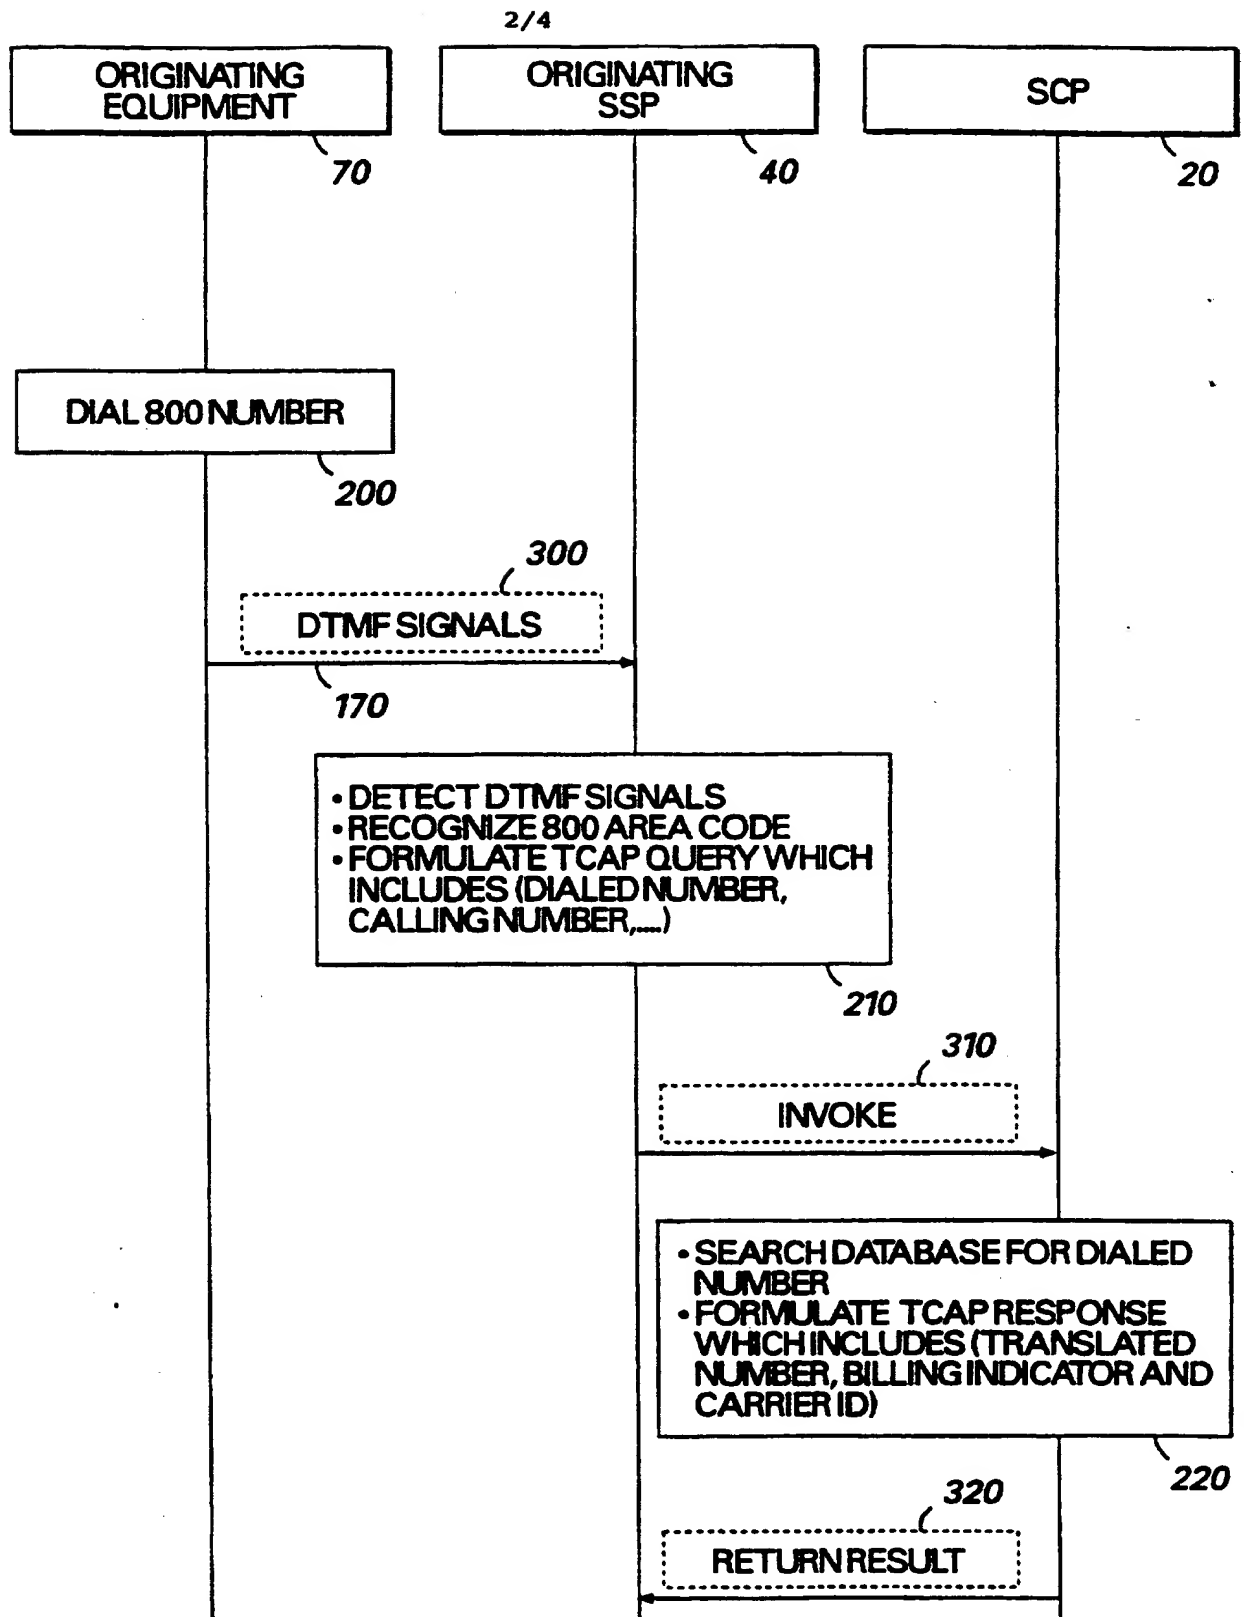 2/4
ORIGINATING
EQUIPMENT
70
ORIGINATING
SSP
40
SCP
20
DIAL 800 NUMBER
200
300
DTMF SIGNALS
170
• DETECT DTMF SIGNALS
• RECOGNIZE 800 AREA CODE
• FORMULATE TCAP QUERY WHICH
INCLUDES (DIALED NUMBER,
CALLING NUMBER,....)
210
310
INVOKE
• SEARCH DATABASE FOR DIALED
NUMBER
• FORMULATE TCAP RESPONSE
WHICH INCLUDES (TRANSLATED
NUMBER, BILLING INDICATOR AND
CARRIER ID)
220
320
RETURN RESULT